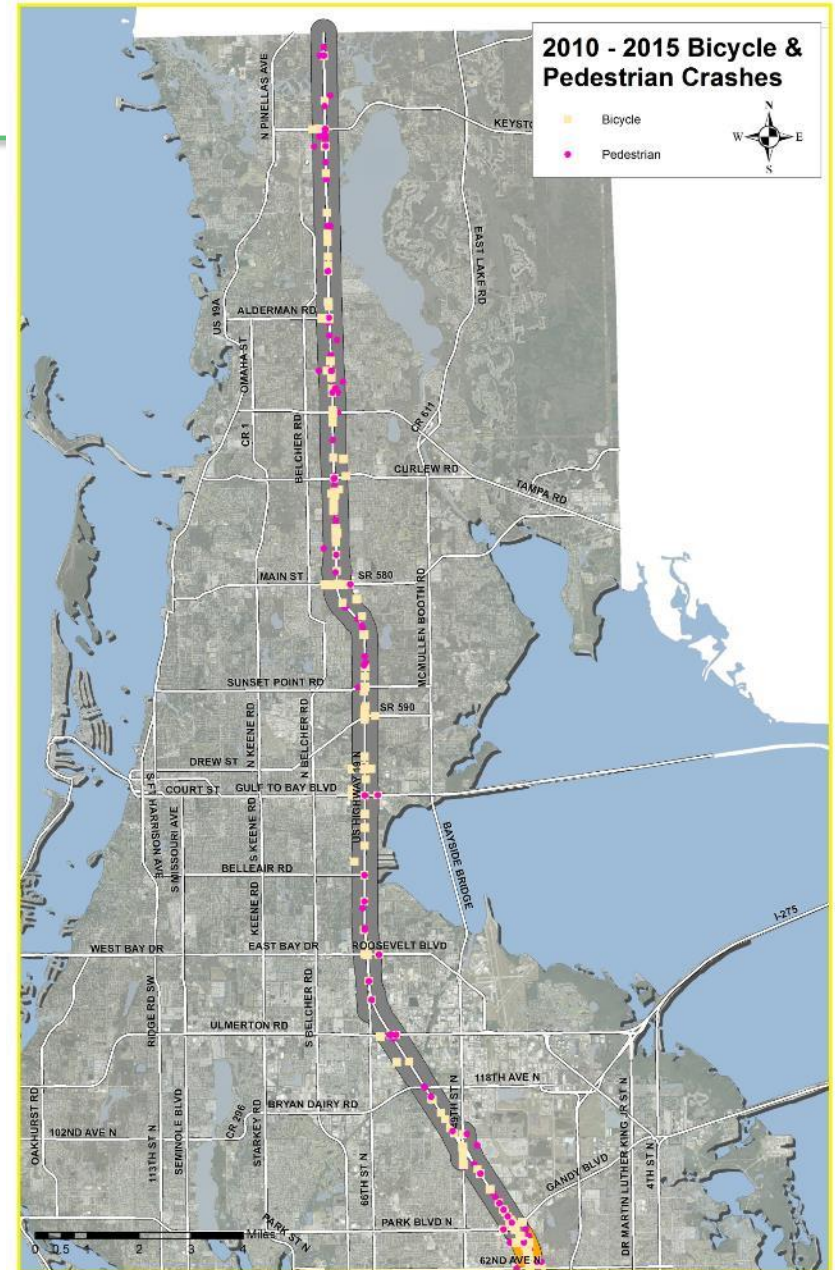 2010 - 2015 Bicycle &
Pedestrian Crashes
Bicycle
Pedestrian
N
W
E
S
N PINELLAS AVE
EAST LAKE RD
US 19A
ALDERMAN RD
OMAHA ST
CR 1
BELCHER RD
CR 611
CURLEW RD
TAMPA RD
MAIN ST
SR 580
MCMULLEN BOOTH RD
SUNSET POINT RD
SR 590
N KEENE RD
N BELCHER RD
DREW ST
COURT ST
GULF TO BAY BLVD
US HIGHWAY 19 N
S FT HARRISON AVE
S MISSOURI AVE
S KEENE RD
BAYSIDE BRIDGE
BELLEAIR RD
KEENE RD
I-275
WEST BAY DR
EAST BAY DR
ROOSEVELT BLVD
RIDGE RD SW
S BELCHER RD
ULMERTON RD
118TH AVE N
49TH ST N
BRYAN DAIRY RD
OAKHURST RD
102ND AVE N
113TH ST N
SEMINOLE BLVD
CR 296
STARKEY RD
66TH ST N
GANDY BLVD
DR MARTIN LUTHER KING JR ST N
4TH ST N
PARK ST N
PARK BLVD N
62ND AVE N
Miles
0 0.5 1 2 3 4